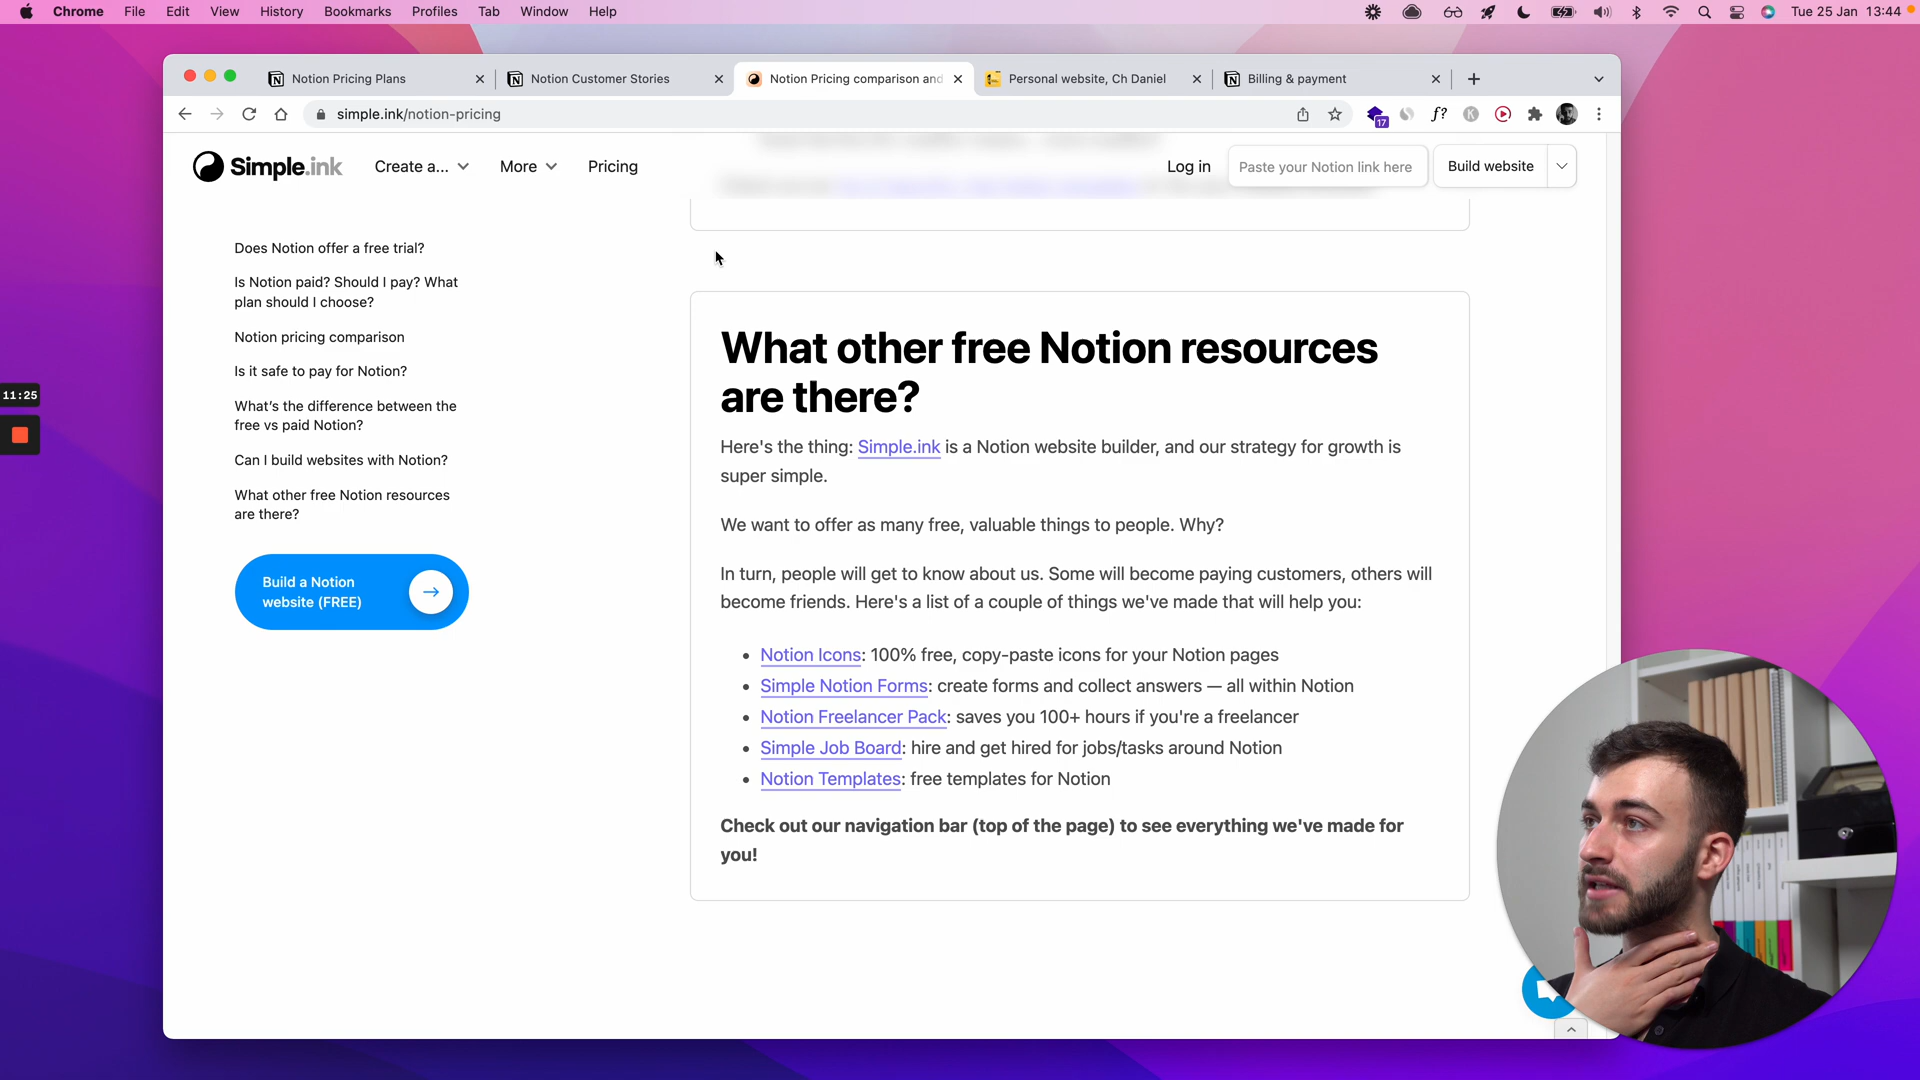 Chrome File Edit View History Bookmarks Profiles Tab Window Help
Tue 25 Jan 13:44
Notion Pricing Plans
Notion Customer Stories
Notion Pricing comparison and
Personal website, Ch Daniel
Billing & payment
simple.ink/notion-pricing
17
f?
K
Simple.ink
Create a...
More
Pricing
Log in
Paste your Notion link here
Build website
Does Notion offer a free trial?
Is Notion paid? Should I pay? What
plan should I choose?
Notion pricing comparison
Is it safe to pay for Notion?
What's the difference between the
free vs paid Notion?
Can I build websites with Notion?
What other free Notion resources
are there?
Build a Notion
website (FREE)
11:25
What other free Notion resources
are there?
Here's the thing: Simple.ink is a Notion website builder, and our strategy for growth is
super simple.
We want to offer as many free, valuable things to people. Why?
In turn, people will get to know about us. Some will become paying customers, others will
become friends. Here's a list of a couple of things we've made that will help you:
• Notion Icons: 100% free, copy-paste icons for your Notion pages
• Simple Notion Forms: create forms and collect answers — all within Notion
• Notion Freelancer Pack: saves you 100+ hours if you're a freelancer
• Simple Job Board: hire and get hired for jobs/tasks around Notion
• Notion Templates: free templates for Notion
Check out our navigation bar (top of the page) to see everything we've made for
you!